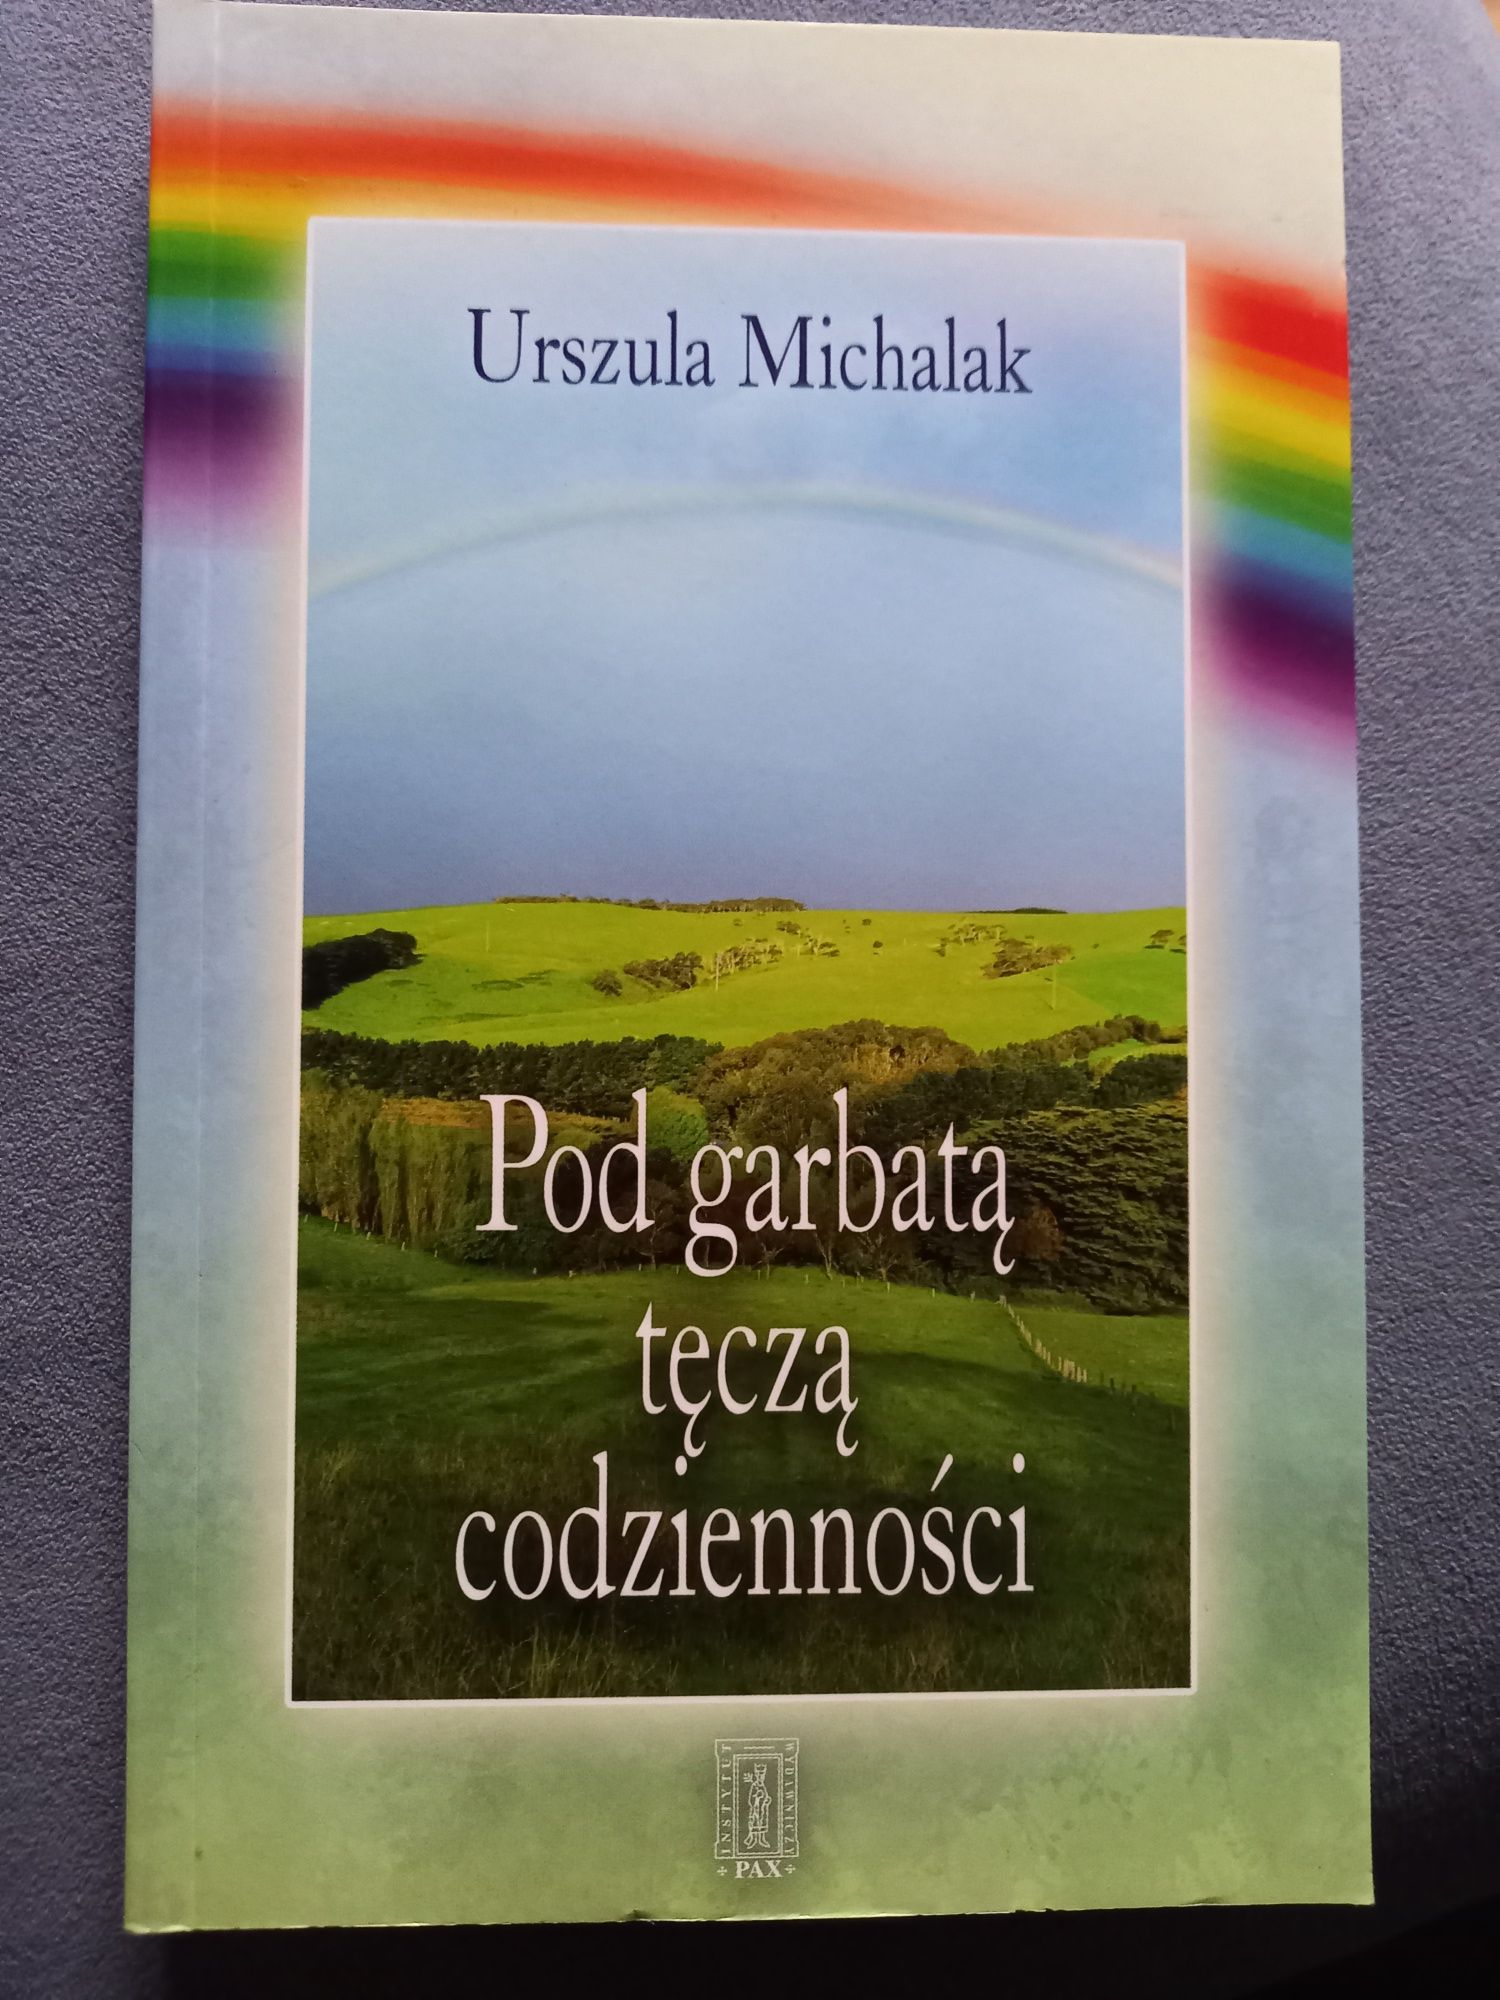 Urszula Michalak
Pod garbatą
tęczą
codzienności
INSTYTUT
WYDAWNICZY
PAX